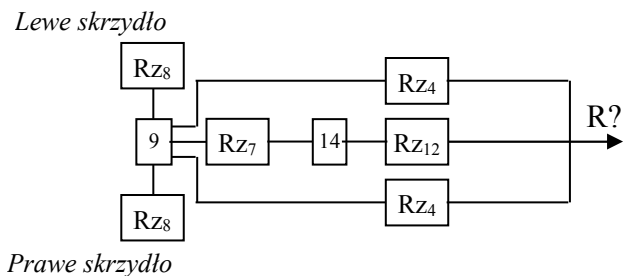 Lewe skrzydło
Rz₈
Rz₄
R?
9
Rz₇
14
Rz₁₂
Rz₈
Rz₄
Prawe skrzydło